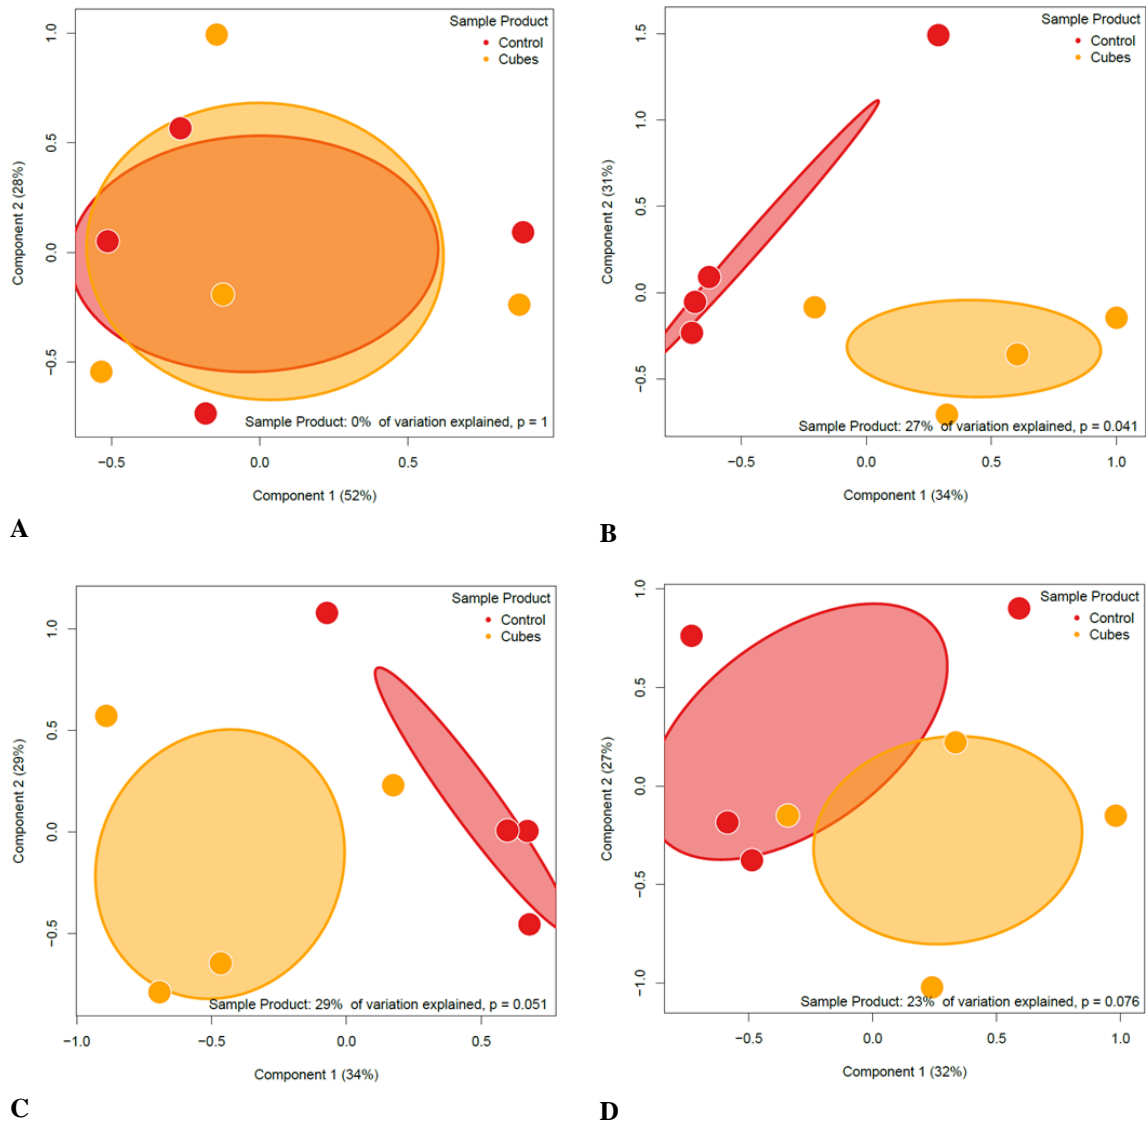 Sample Product
Control
Cubes
1.0
0.5
0.0
−0.5
Component 2 (28%)
Sample Product: 0% of variation explained, p = 1
−0.5
0.0
0.5
Component 1 (52%)
A
Sample Product
Control
Cubes
1.5
1.0
0.5
0.0
−0.5
Component 2 (31%)
Sample Product: 27% of variation explained, p = 0.041
−0.5
0.0
0.5
1.0
Component 1 (34%)
B
Sample Product
Control
Cubes
1.0
0.5
0.0
−0.5
Component 2 (29%)
Sample Product: 29% of variation explained, p = 0.051
−1.0
−0.5
0.0
0.5
Component 1 (34%)
C
Sample Product
Control
Cubes
1.0
0.5
0.0
−0.5
−1.0
Component 2 (27%)
Sample Product: 23% of variation explained, p = 0.076
−0.5
0.0
0.5
1.0
Component 1 (32%)
D